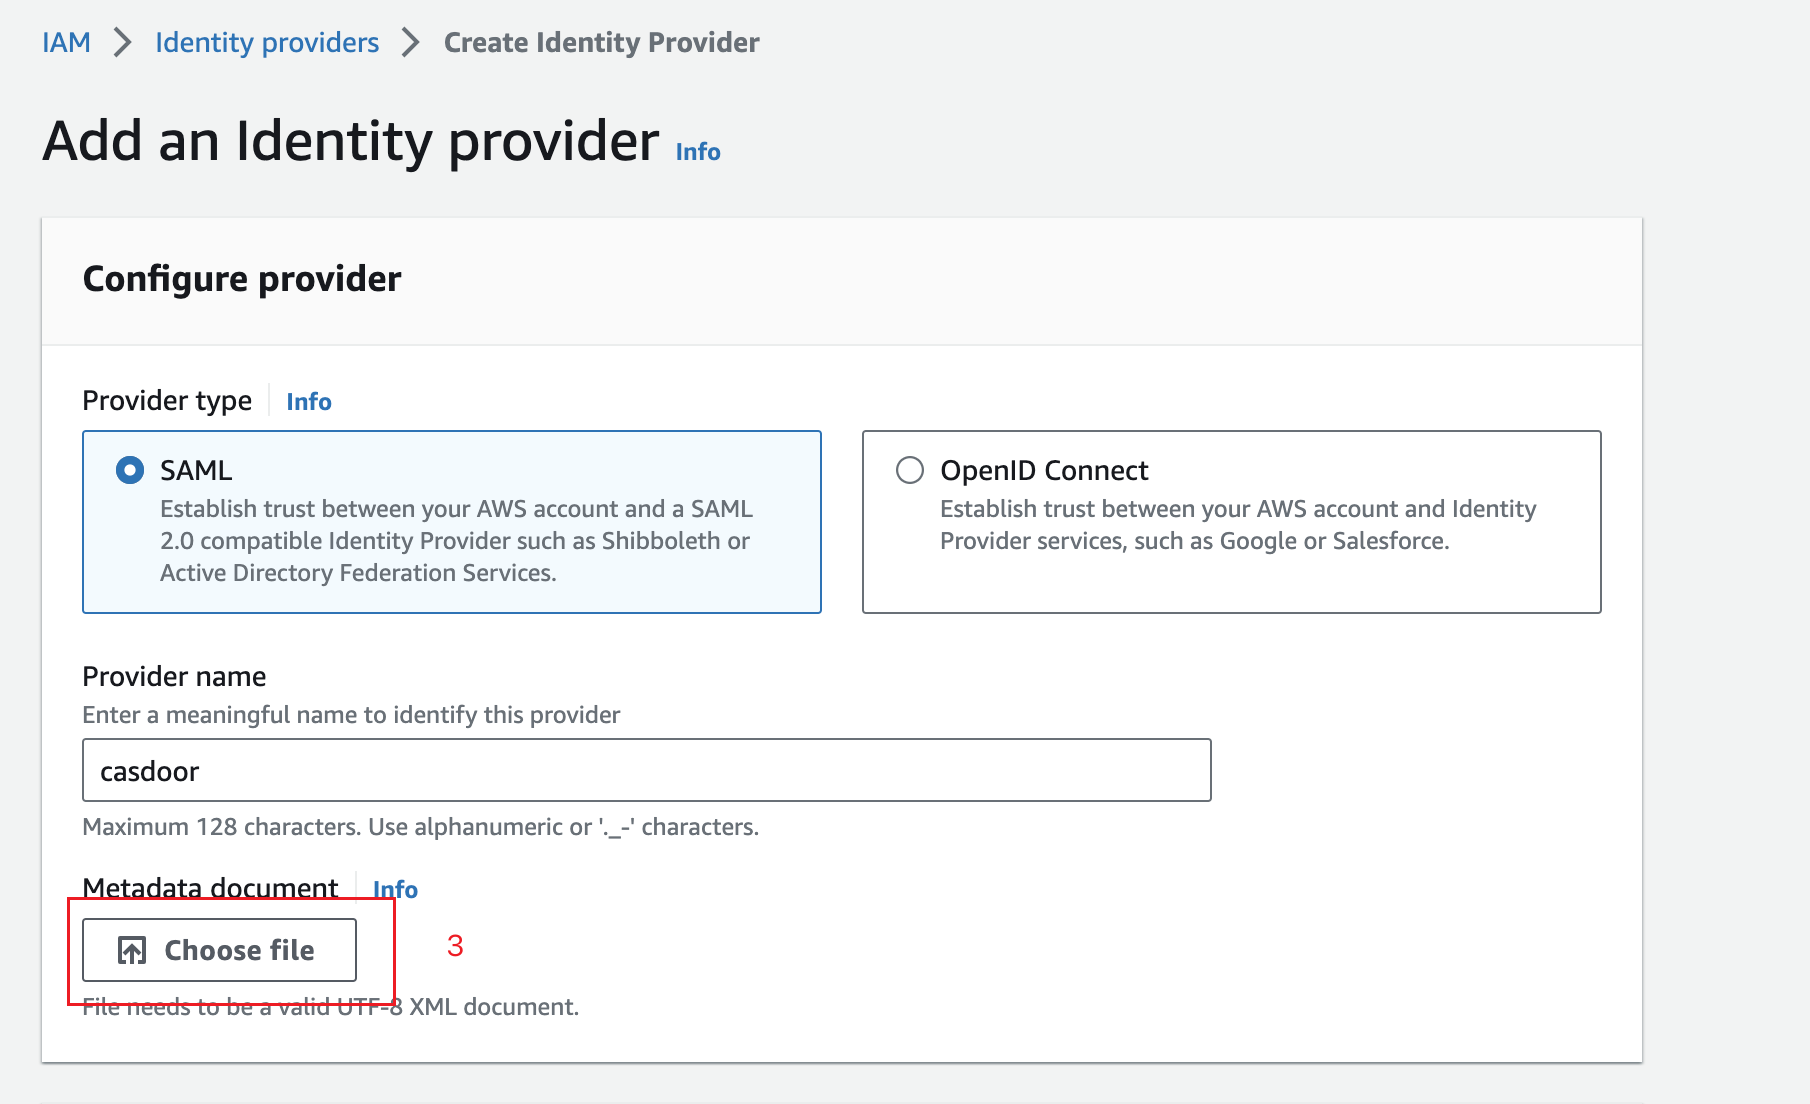 IAM > Identity providers > Create Identity Provider
Add an Identity provider Info
Configure provider
Provider type Info
SAML
Establish trust between your AWS account and a SAML
2.0 compatible Identity Provider such as Shibboleth or
Active Directory Federation Services.
OpenID Connect
Establish trust between your AWS account and Identity
Provider services, such as Google or Salesforce.
Provider name
Enter a meaningful name to identify this provider
casdoor
Maximum 128 characters. Use alphanumeric or '._-' characters.
Metadata document Info
Choose file
3
File needs to be a valid UTF-8 XML document.